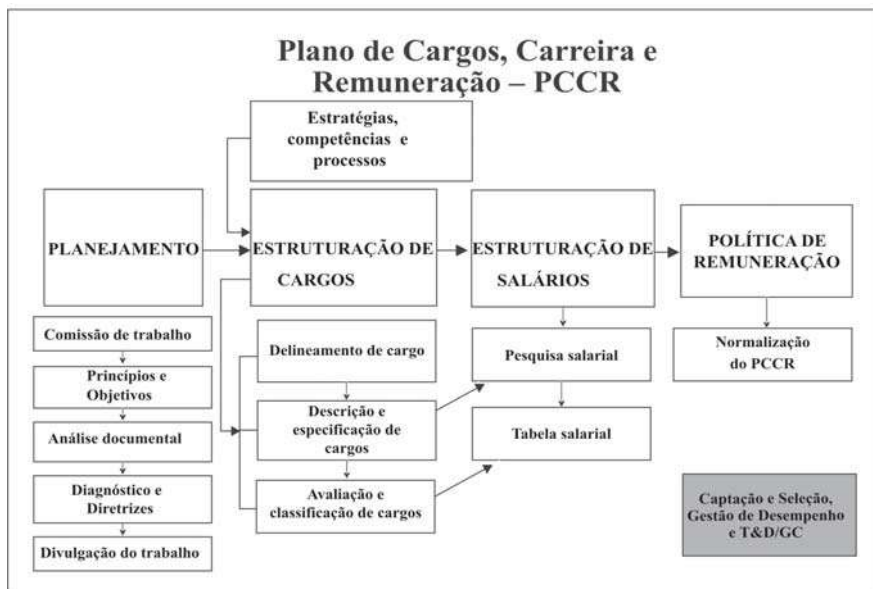 Plano de Cargos, Carreira e
Remuneração – PCCR
Estratégias,
competências e
processos
PLANEJAMENTO
ESTRUTURAÇÃO DE
CARGOS
ESTRUTURAÇÃO DE
SALÁRIOS
POLÍTICA DE
REMUNERAÇÃO
Comissão de trabalho
Princípios e
Objetivos
Análise documental
Diagnóstico e
Diretrizes
Divulgação do trabalho
Delineamento de cargo
Descrição e
especificação de
cargos
Avaliação e
classificação de cargos
Pesquisa salarial
Tabela salarial
Normalização
do PCCR
Captação e Seleção,
Gestão de Desempenho
e T&D/GC